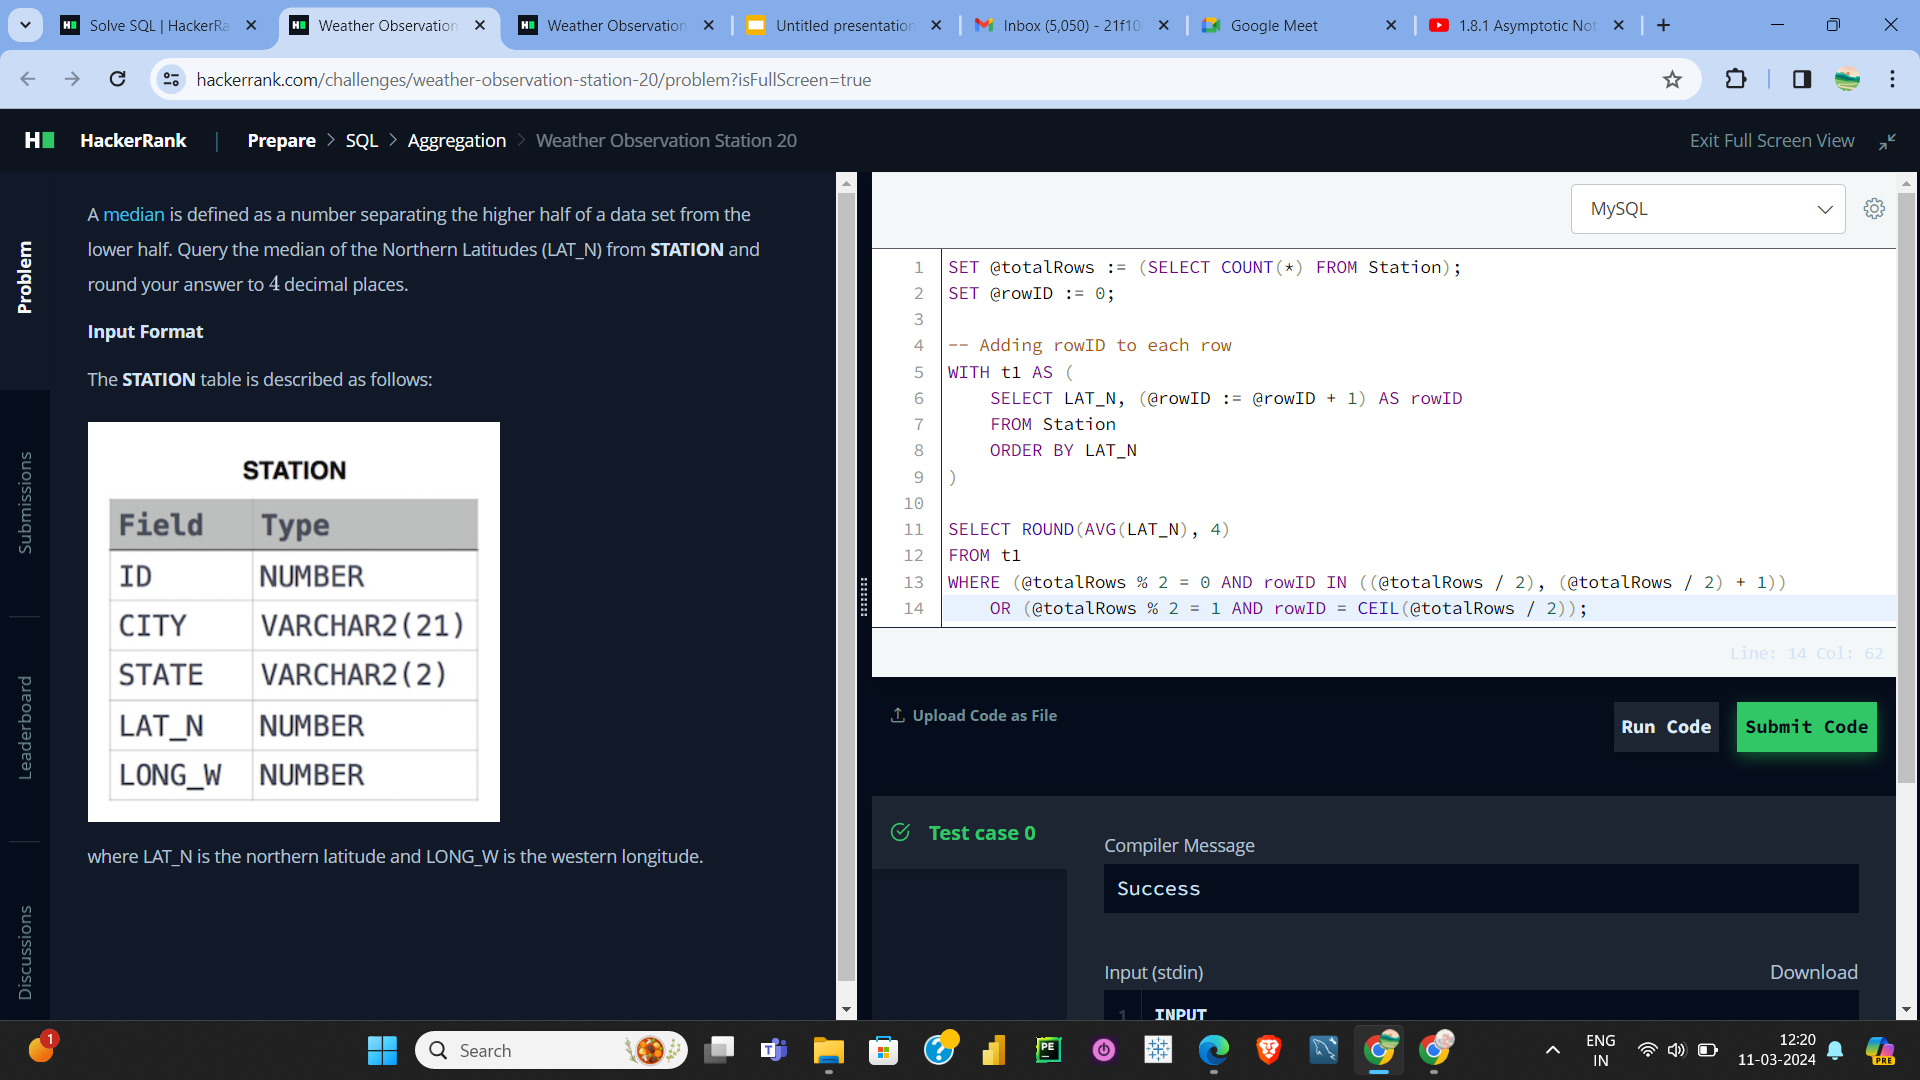 Solve SQL | HackerRa
Weather Observation
Weather Observation
Untitled presentation
Inbox (5,050) - 21f10
Google Meet
1.8.1 Asymptotic Not
hackerrank.com/challenges/weather-observation-station-20/problem?isFullScreen=true
HackerRank | Prepare > SQL > Aggregation > Weather Observation Station 20
Exit Full Screen View
Problem
Submissions
Leaderboard
Discussions
A median is defined as a number separating the higher half of a data set from the
lower half. Query the median of the Northern Latitudes (LAT_N) from STATION and
round your answer to 4 decimal places.
Input Format
The STATION table is described as follows:
STATION
Field Type
ID NUMBER
CITY VARCHAR2(21)
STATE VARCHAR2(2)
LAT_N NUMBER
LONG_W NUMBER
where LAT_N is the northern latitude and LONG_W is the western longitude.
MySQL
1 SET @totalRows := (SELECT COUNT(*) FROM Station);
2 SET @rowID := 0;
3
4 -- Adding rowID to each row
5 WITH t1 AS (
6 SELECT LAT_N, (@rowID := @rowID + 1) AS rowID
7 FROM Station
8 ORDER BY LAT_N
9 )
10
11 SELECT ROUND(AVG(LAT_N), 4)
12 FROM t1
13 WHERE (@totalRows % 2 = 0 AND rowID IN ((@totalRows / 2), (@totalRows / 2) + 1))
14 OR (@totalRows % 2 = 1 AND rowID = CEIL(@totalRows / 2));
Line: 14 Col: 62
Upload Code as File
Run Code
Submit Code
Test case 0
Compiler Message
Success
Input (stdin)
Download
1 INPUT
1
Search
PE
ENG
IN
12:20
11-03-2024
PRE